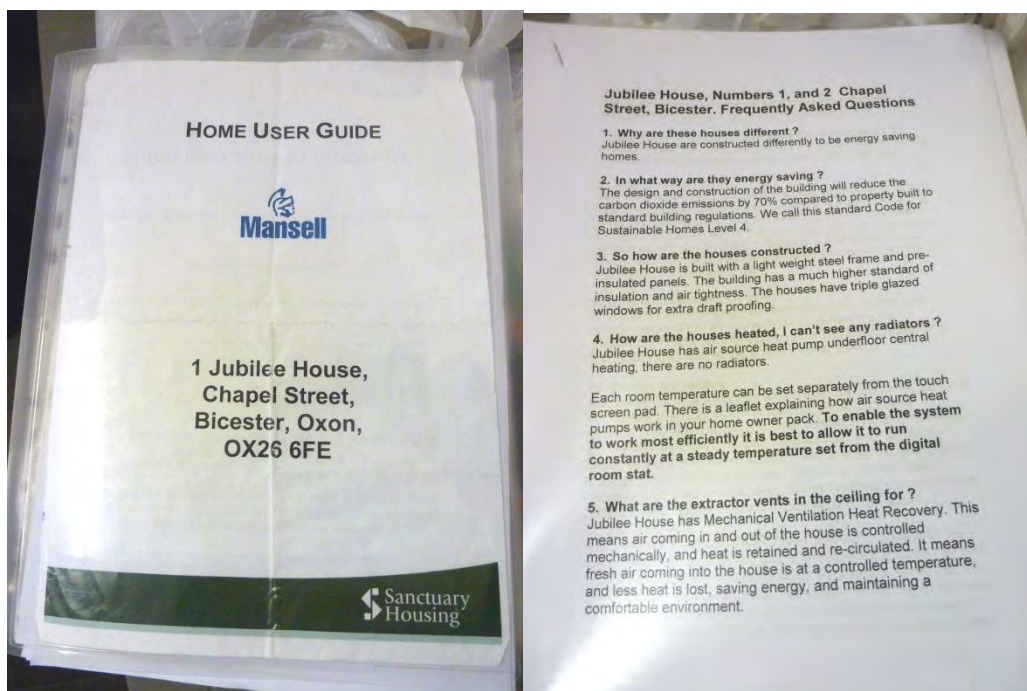 HOME USER GUIDE
Mansell
1 Jubilee House,
Chapel Street,
Bicester, Oxon,
OX26 6FE
Sanctuary
Housing
Jubilee House, Numbers 1, and 2 Chapel
Street, Bicester. Frequently Asked Questions
1. Why are these houses different ?
Jubilee House are constructed differently to be energy saving
homes.
2. In what way are they energy saving ?
The design and construction of the building will reduce the
carbon dioxide emissions by 70% compared to property built to
standard building regulations. We call this standard Code for
Sustainable Homes Level 4.
3. So how are the houses constructed ?
Jubilee House is built with a light weight steel frame and pre-
insulated panels. The building has a much higher standard of
insulation and air tightness. The houses have triple glazed
windows for extra draft proofing.
4. How are the houses heated, I can't see any radiators ?
Jubilee House has air source heat pump underfloor central
heating, there are no radiators.
Each room temperature can be set separately from the touch
screen pad. There is a leaflet explaining how air source heat
pumps work in your home owner pack. To enable the system
to work most efficiently it is best to allow it to run
constantly at a steady temperature set from the digital
room stat.
5. What are the extractor vents in the ceiling for ?
Jubilee House has Mechanical Ventilation Heat Recovery. This
means air coming in and out of the house is controlled
mechanically, and heat is retained and re-circulated. It means
fresh air coming into the house is at a controlled temperature,
and less heat is lost, saving energy, and maintaining a
comfortable environment.